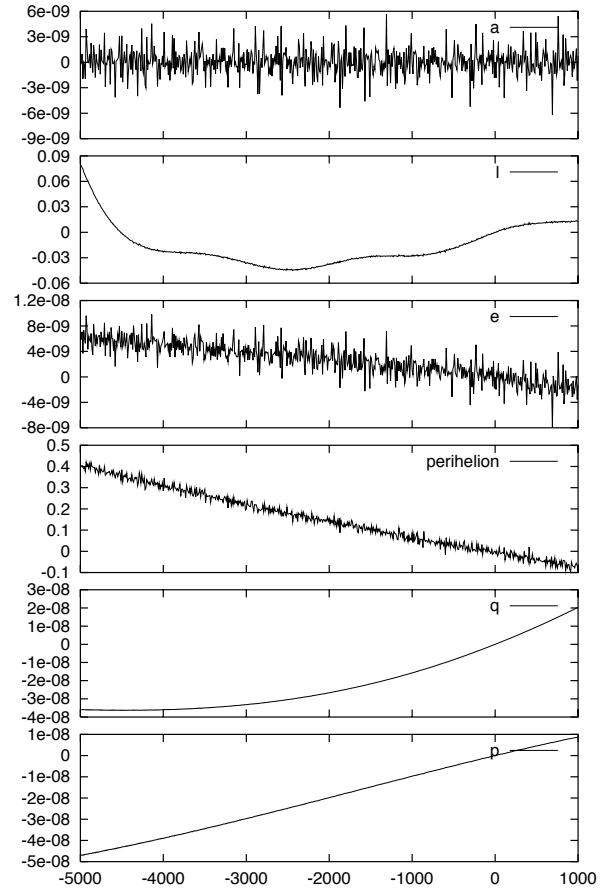 6e-09
3e-09
0
-3e-09
-6e-09
-9e-09
a
0.09
0.06
0.03
0
-0.03
-0.06
l
1.2e-08
8e-09
4e-09
0
-4e-09
-8e-09
e
0.5
0.4
0.3
0.2
0.1
0
-0.1
perihelion
3e-08
2e-08
1e-08
0
-1e-08
-2e-08
-3e-08
-4e-08
q
1e-08
0
-1e-08
-2e-08
-3e-08
-4e-08
-5e-08
p
-5000 -4000 -3000 -2000 -1000 0 1000